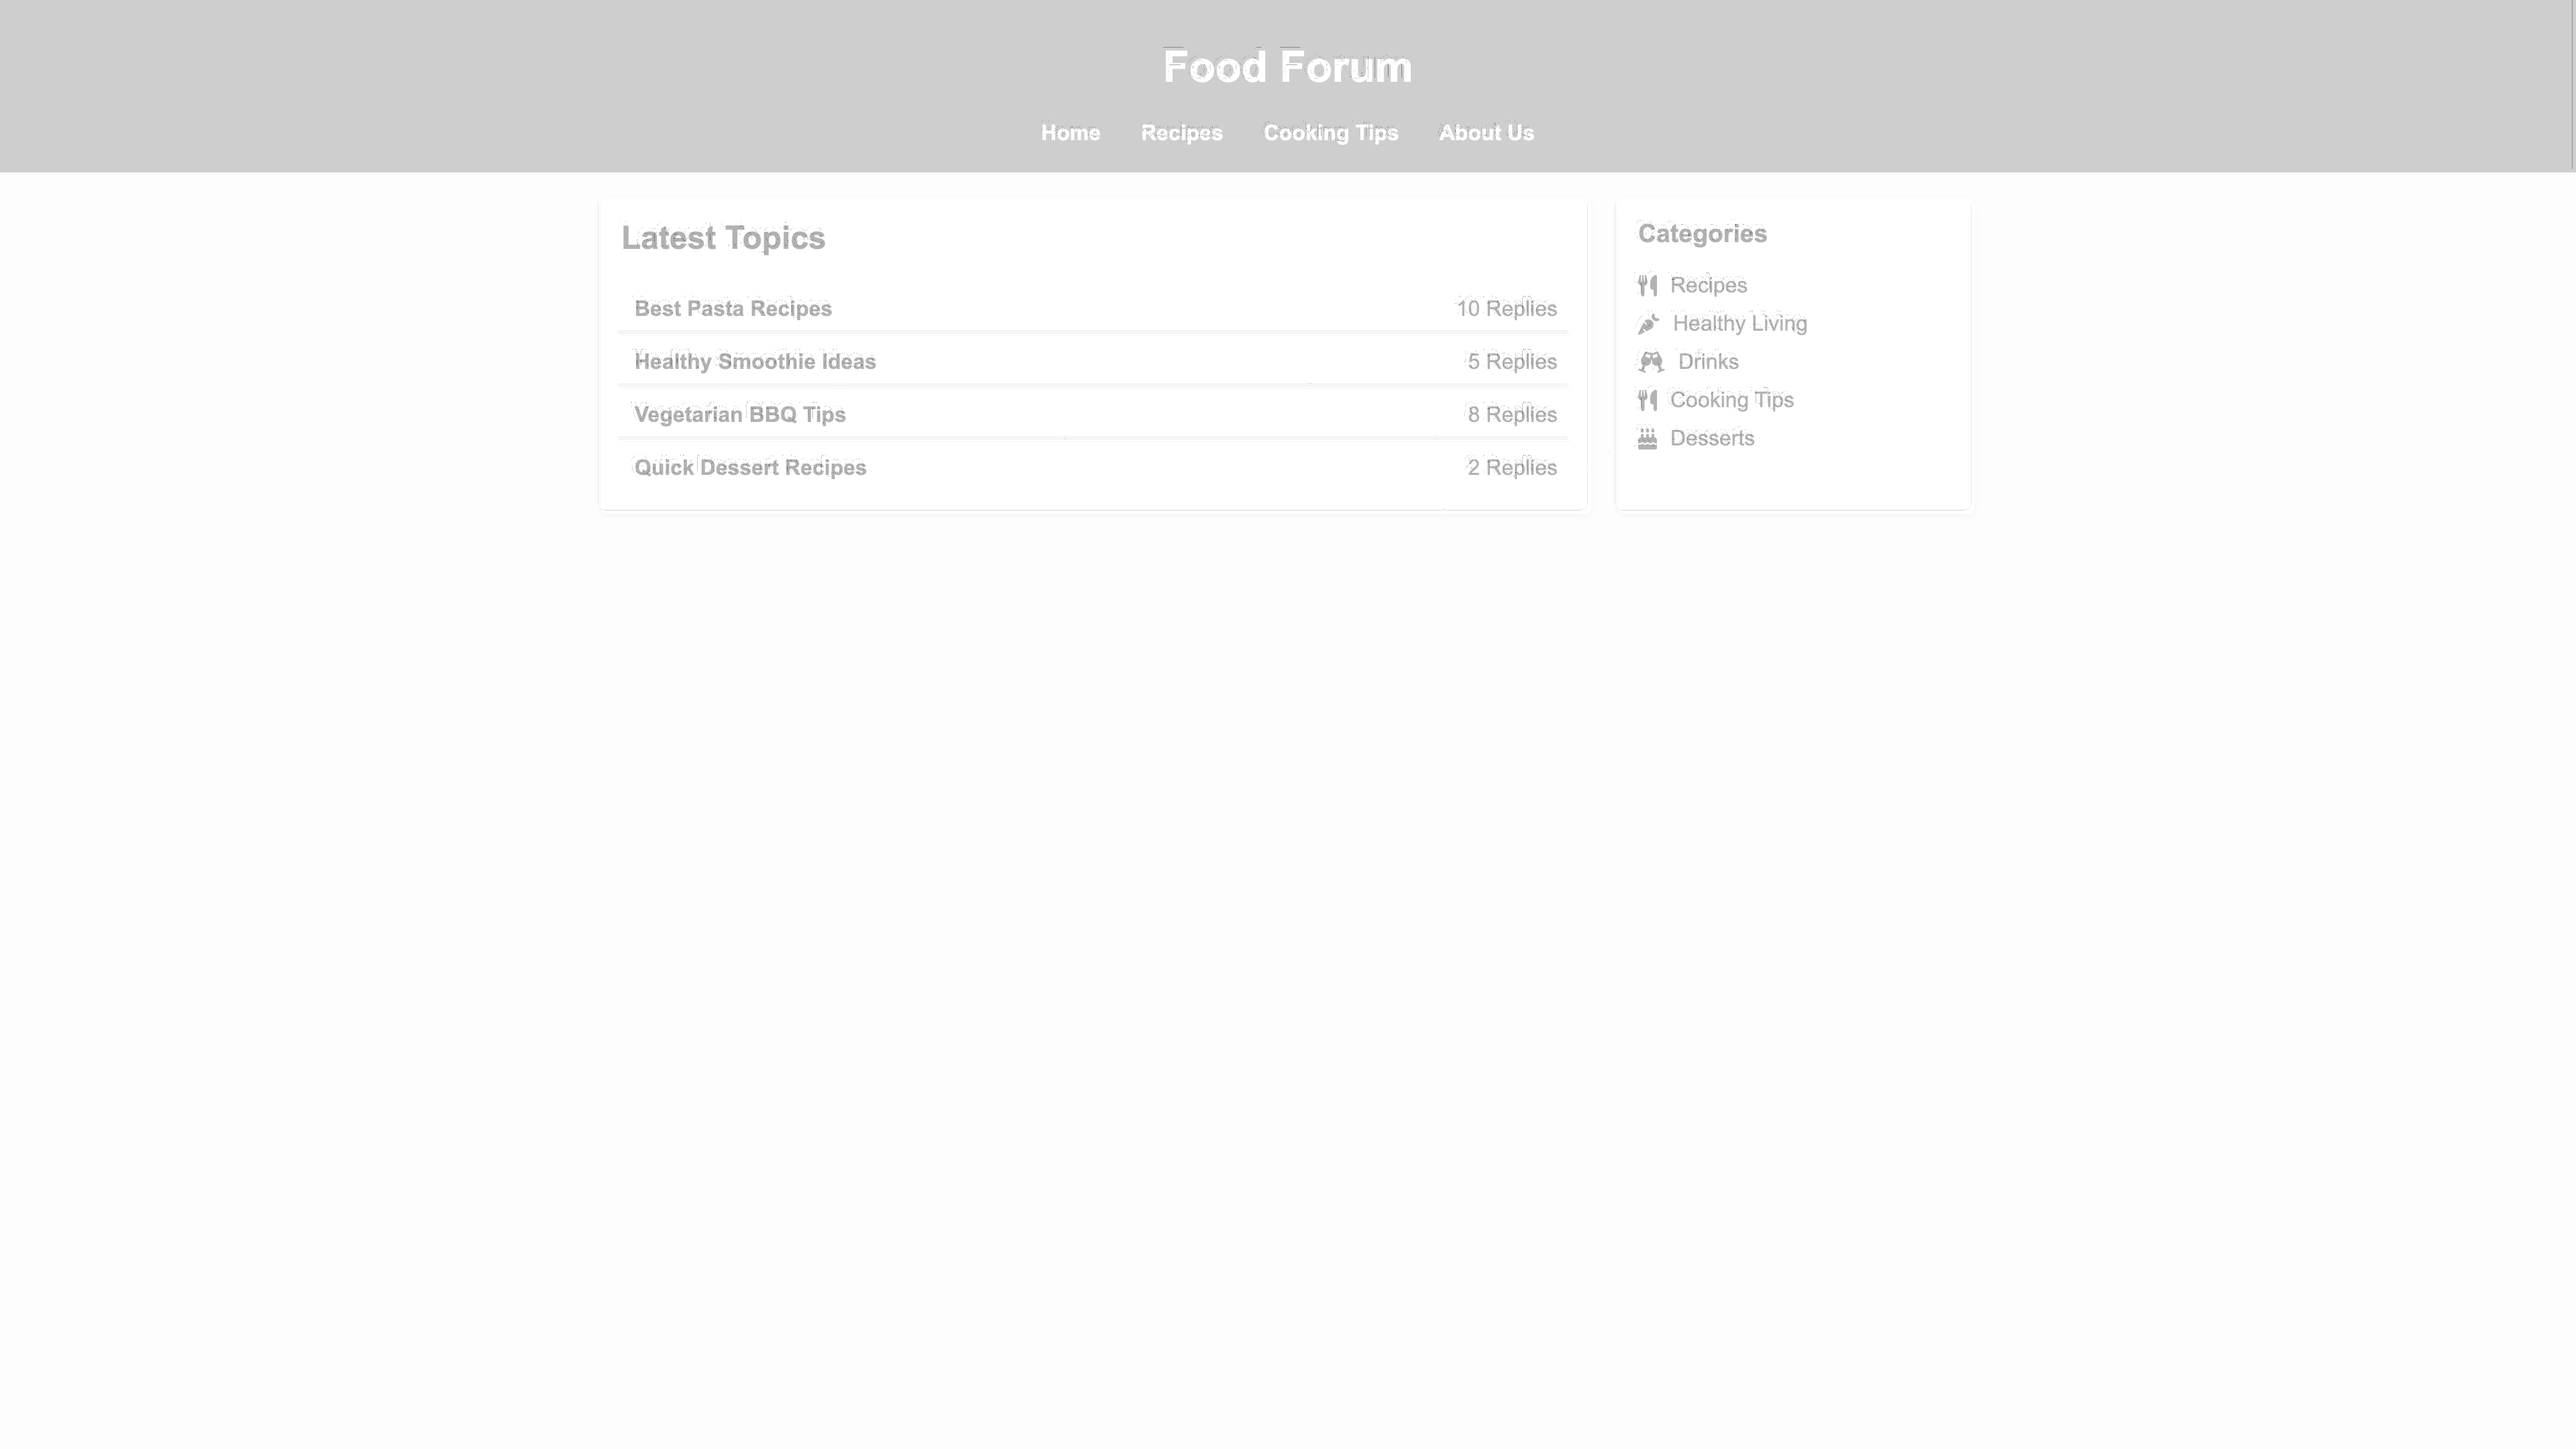 Food Forum
Home Recipes Cooking Tips About Us
Latest Topics
Best Pasta Recipes 10 Replies
Healthy Smoothie Ideas 5 Replies
Vegetarian BBQ Tips 8 Replies
Quick Dessert Recipes 2 Replies
Categories
Recipes
Healthy Living
Drinks
Cooking Tips
Desserts